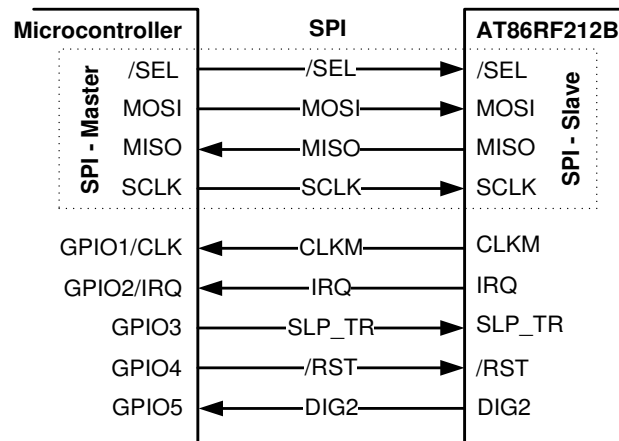 Microcontroller SPI AT86RF212B
/SEL /SEL /SEL
MOSI MOSI MOSI
MISO MISO MISO
SCLK SCLK SCLK
SPI - Master
SPI - Slave
GPIO1/CLK CLKM CLKM
GPIO2/IRQ IRQ IRQ
GPIO3 SLP_TR SLP_TR
GPIO4 /RST /RST
GPIO5 DIG2 DIG2